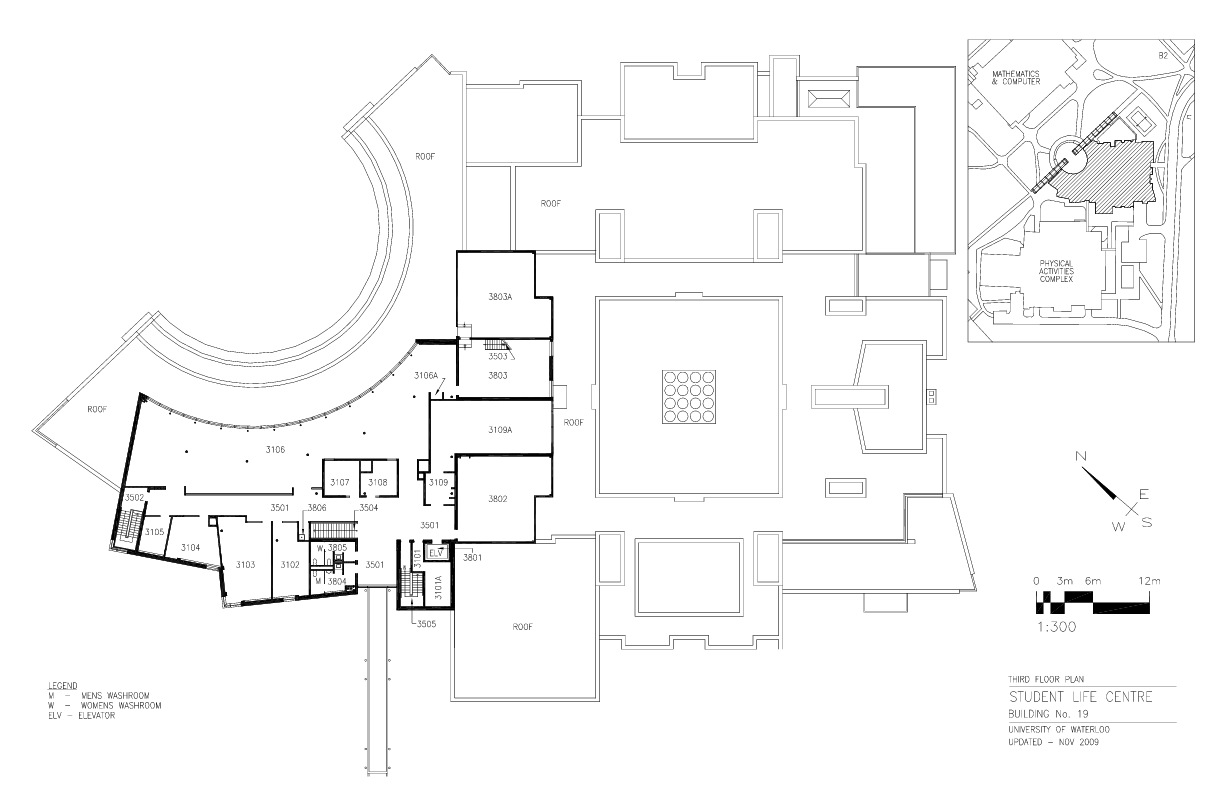 MATHEMATICS
& COMPUTER
B2
ROOF
ROOF
PHYSICAL
ACTIVITIES
COMPLEX
3803A
3503
3803
3106A
ROOF
ROOF
3109A
3106
3107
3108
3109
3802
3502
3501
3806
3504
3105
3104
3501
3103
3102
W
3805
M
3804
3501
3101
ELV
3801
3101A
3505
ROOF
N
E
W
S
0 3m 6m 12m
1:300
LEGEND
M – MENS WASHROOM
W – WOMENS WASHROOM
ELV – ELEVATOR
THIRD FLOOR PLAN
STUDENT LIFE CENTRE
BUILDING No. 19
UNIVERSITY OF WATERLOO
UPDATED – NOV 2009